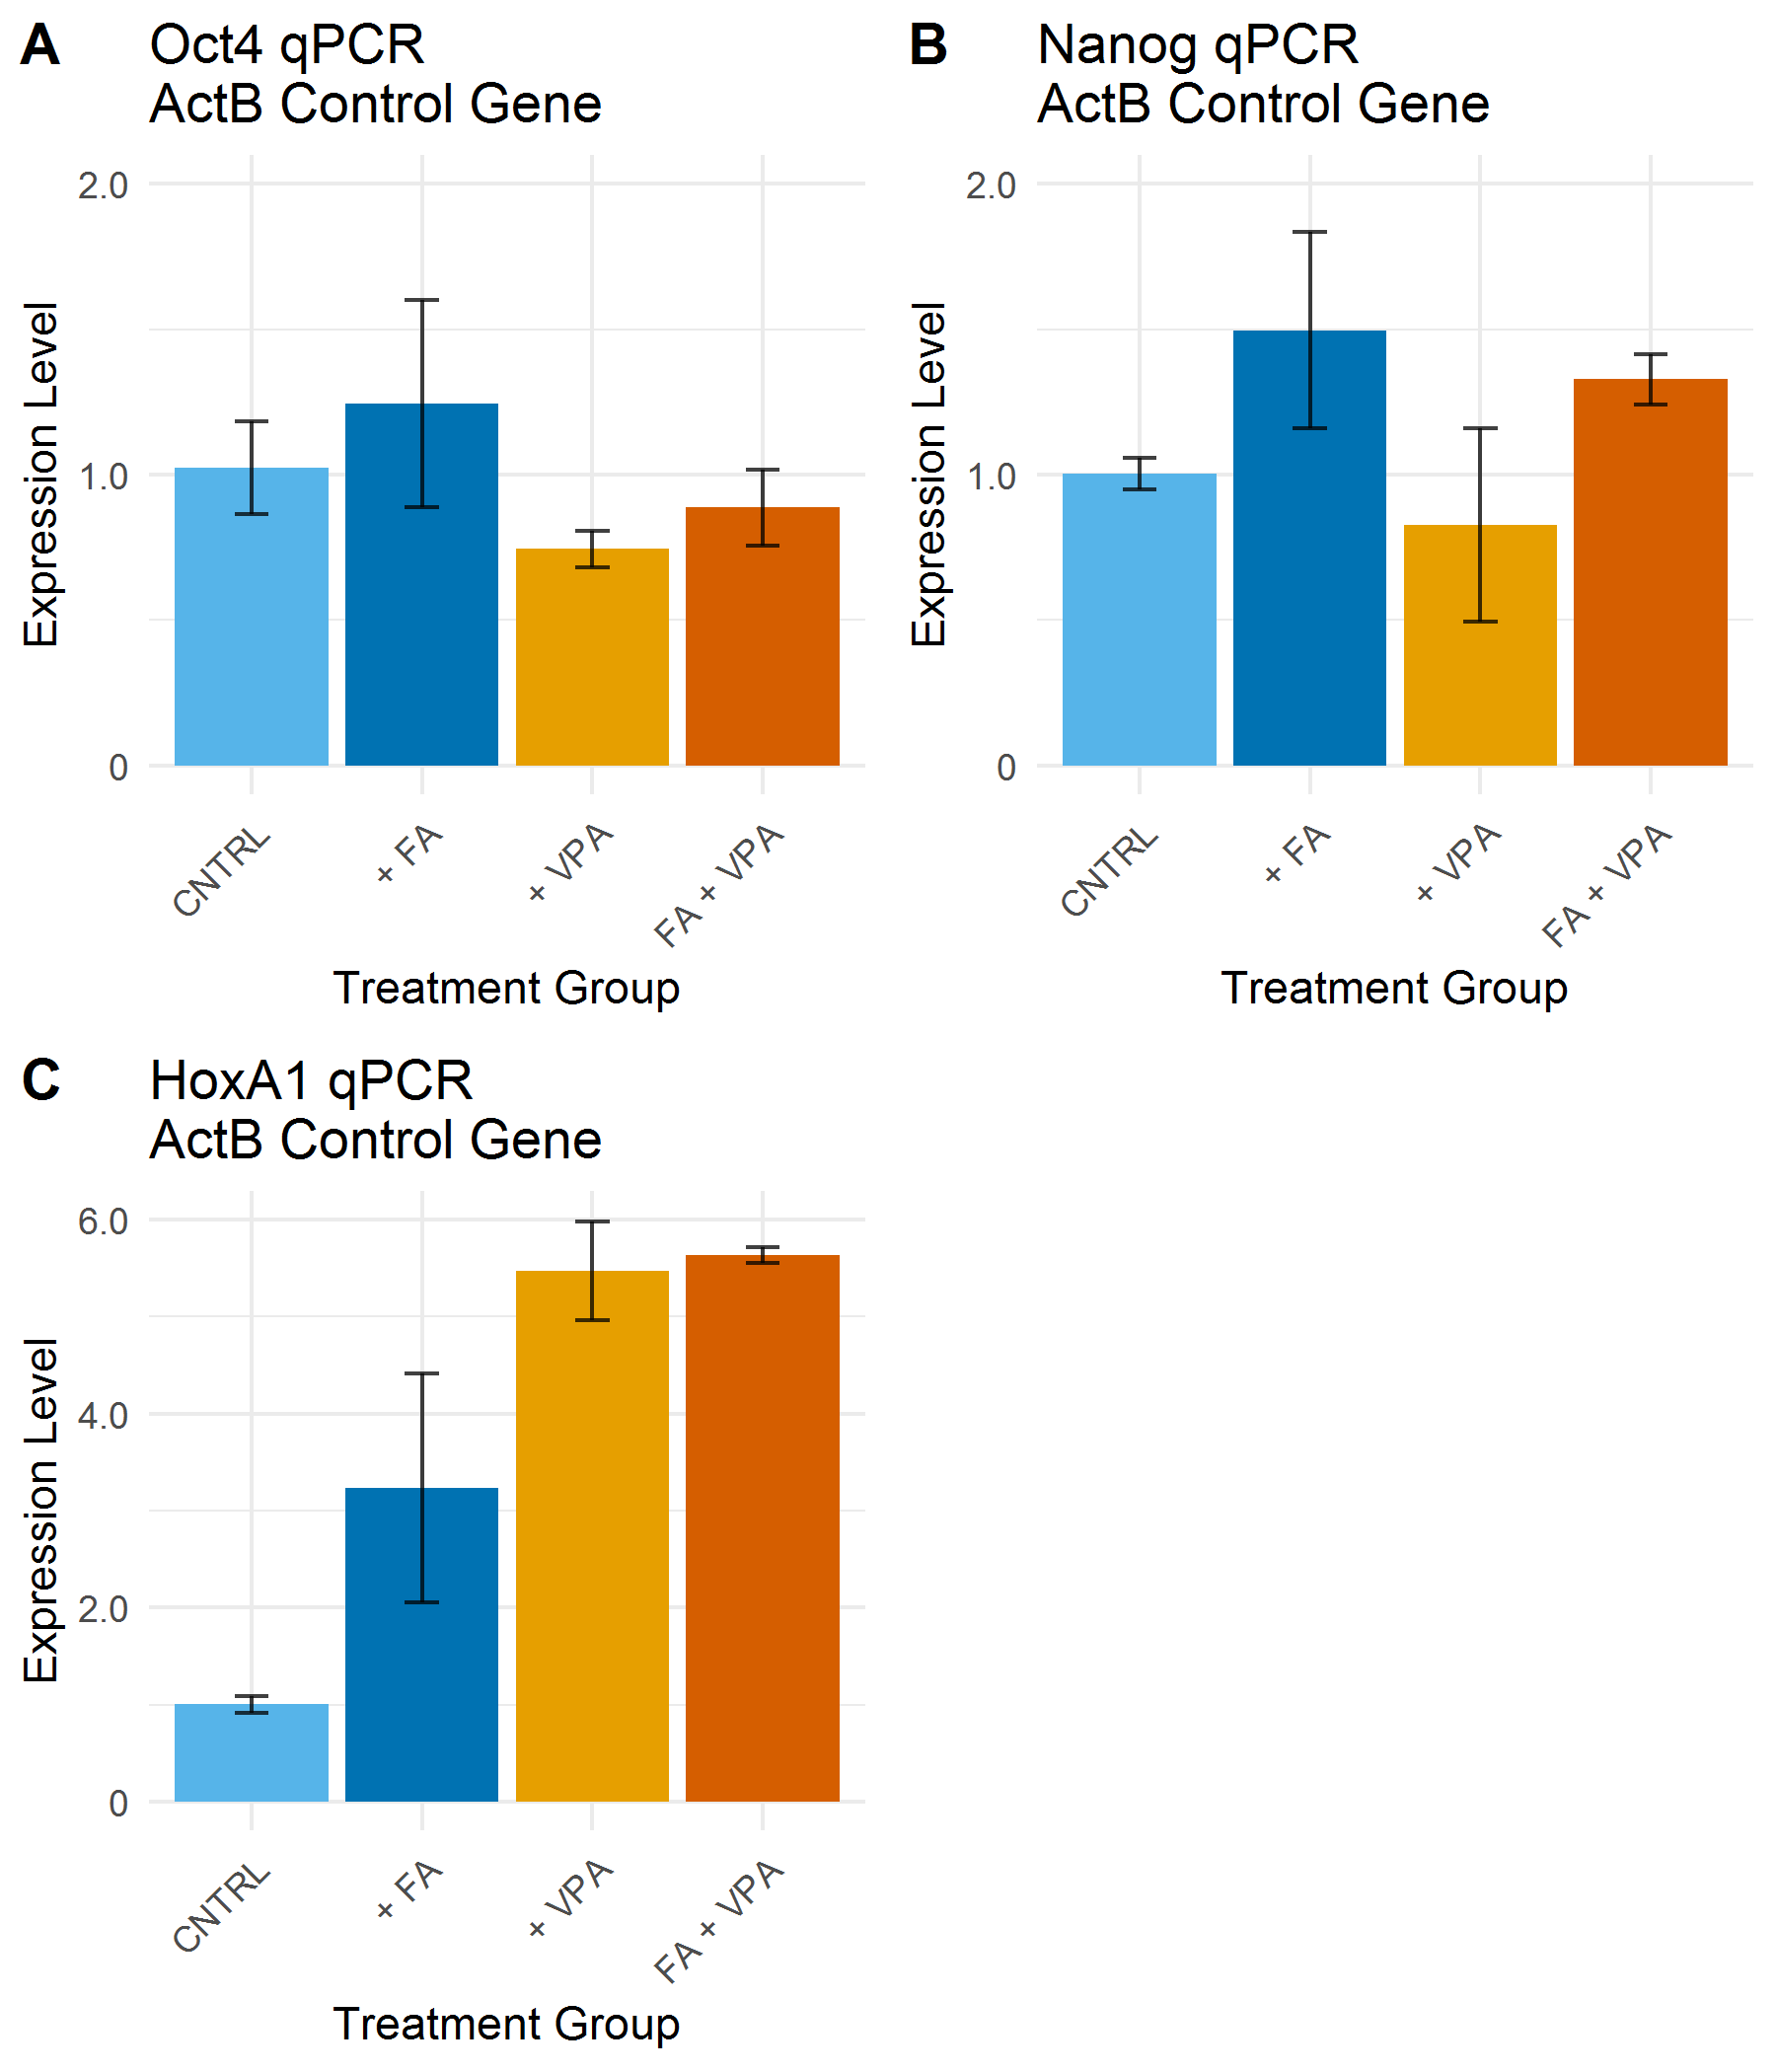 A
Oct4 qPCR
ActB Control Gene
Expression Level
2.0
1.0
0
CNTRL
+ FA
+ VPA
FA + VPA
Treatment Group
B
Nanog qPCR
ActB Control Gene
Expression Level
2.0
1.0
0
CNTRL
+ FA
+ VPA
FA + VPA
Treatment Group
C
HoxA1 qPCR
ActB Control Gene
Expression Level
6.0
4.0
2.0
0
CNTRL
+ FA
+ VPA
FA + VPA
Treatment Group